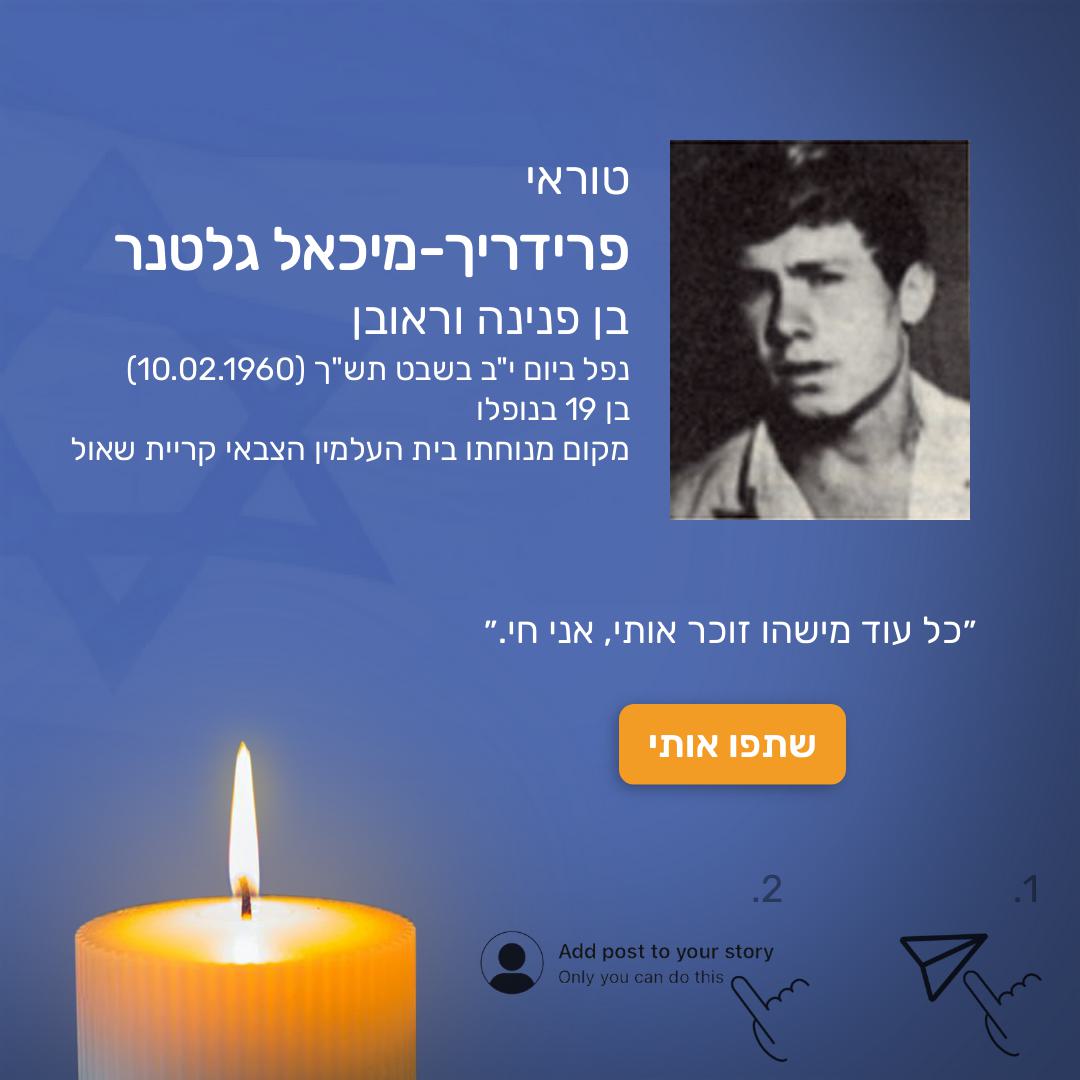 טוראי
פרידריך-מיכאל גלטנר
בן פנינה וראובן
נפל ביום י"ב בשבט תש"ך (10.02.1960)
בן 19 בנופלו
מקום מנוחתו בית העלמין הצבאי קריית שאול
״כל עוד מישהו זוכר אותי, אני חי.״
שתפו אותי
1.
2.
Add post to your story
Only you can do this